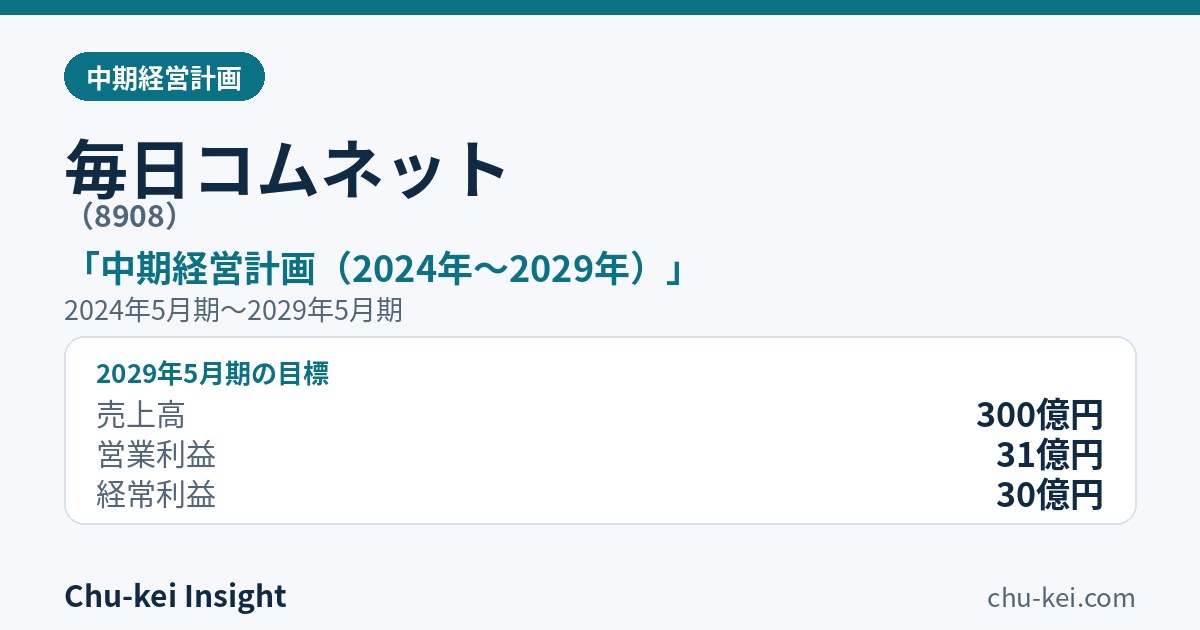 中期経営計画
毎日コムネット
（8908）
「中期経営計画（2024年～2029年）」
2024年5月期～2029年5月期
2029年5月期の目標
売上高 300億円
営業利益 31億円
経常利益 30億円
Chu-kei Insight chu-kei.com